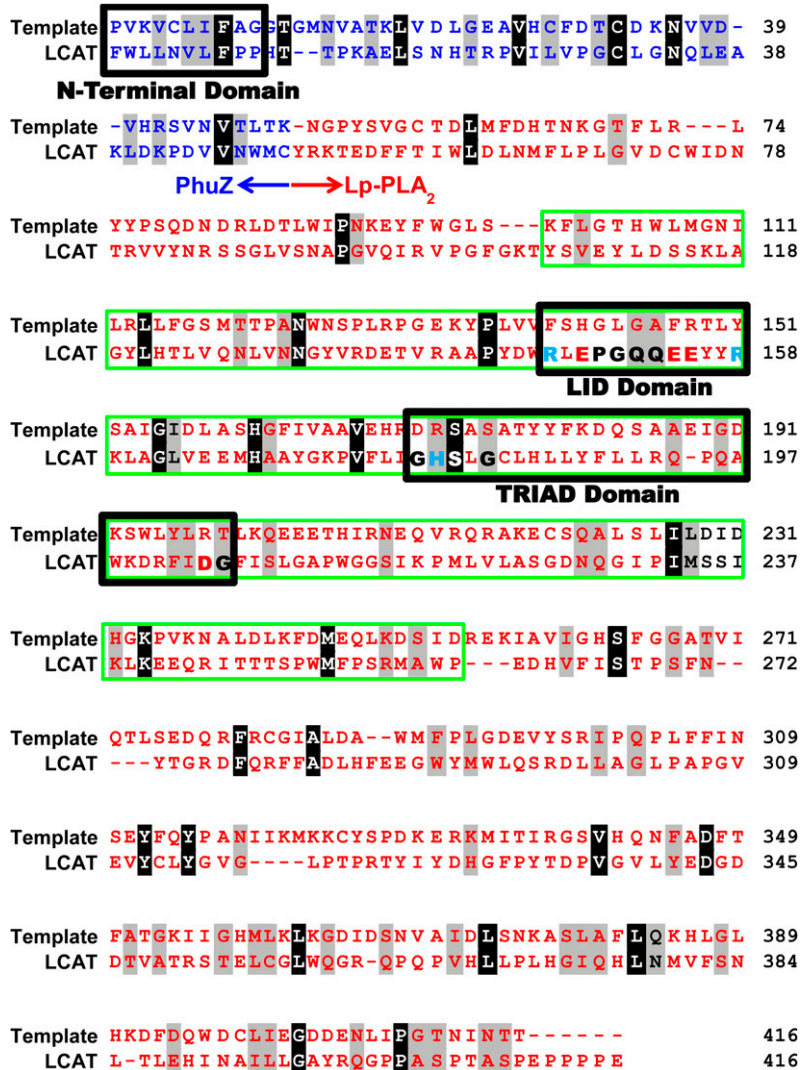 Template PVKVCLIFAGGTGMNVATKLVDLGEAVHCFDTCDKNVVD- 39
LCAT FWLLNVLFPPHT--TPKAELSNHTRPVILVPGCLGNQLEA 38
N-Terminal Domain
Template -VHRSVNVTLTK-NGPYSVGCTDLMFDHTNKGTFLR---L 74
LCAT KLDKPDVVNWMCYRKTEDFFTIWLDLNMFLPLGVDCWIDN 78
PhuZ Lp-PLA2
Template YYPSQDNDRLDTLWIPNKEYFWGLS---KFLGTHWLMGNI 111
LCAT TRVVYNRSSGLVSNAPGVQIRVPGFGKTYSVEYLDSSKLA 118
Template LRLLFGSMTTPANWNSPLRPGEKYPLVVFSHGLGAFRTLY 151
LCAT GYLHTLVQNLVNNGYVRDETVRAAPYDWRLEPGQQEEYYR 158
LID Domain
Template SAIGIDLASHGFIVAAVEHRDRSASATYYFKDQSAAEIGD 191
LCAT KLAGLVEEMHAAYGKPVFLIGHSLGCLHLLYFLLRQ-PQA 197
TRIAD Domain
Template KSWLYLRTLKQEEETHIRNEQVRQRAKECSQALSLILDID 231
LCAT WKDRFIDGFISLGAPWGGSIKPMLVLASGDNQGIPIMSSI 237
Template HGKPVKNALDLKFDMEQLKDSIDREKIAVIGHSFGGATVI 271
LCAT KLKEEQRITTTSPWMFPSRMAWP---EDHVFISTPSFN-- 272
Template QTLSEDQRFRCGIALDA--WMFPLGDEVYSRIPQPLFFIN 309
LCAT ---YTGRDFQRFFADLHFEEGWYMWLQSRDLLAGLPAPGV 309
Template SEYFQYPANIIKMKKCYSPDKERKMITIRGSVHQNFADFT 349
LCAT EVYCLYGVG----LPTPRTYIYDHGFPYTDPVGVLYEDGD 345
Template FATGKIIGHMLKLKGDIDSNVAIDLSNKASLAFLQKHLGL 389
LCAT DTVATRSTELCGLWQGR-QPQPVHLLPLHGIQHLNMVFSN 384
Template HKDFDQWDCLIEGDDENLIPGTNINTT------ 416
LCAT L-TLEHINAILLGAYRQGPPASPTASPEPPPPE 416